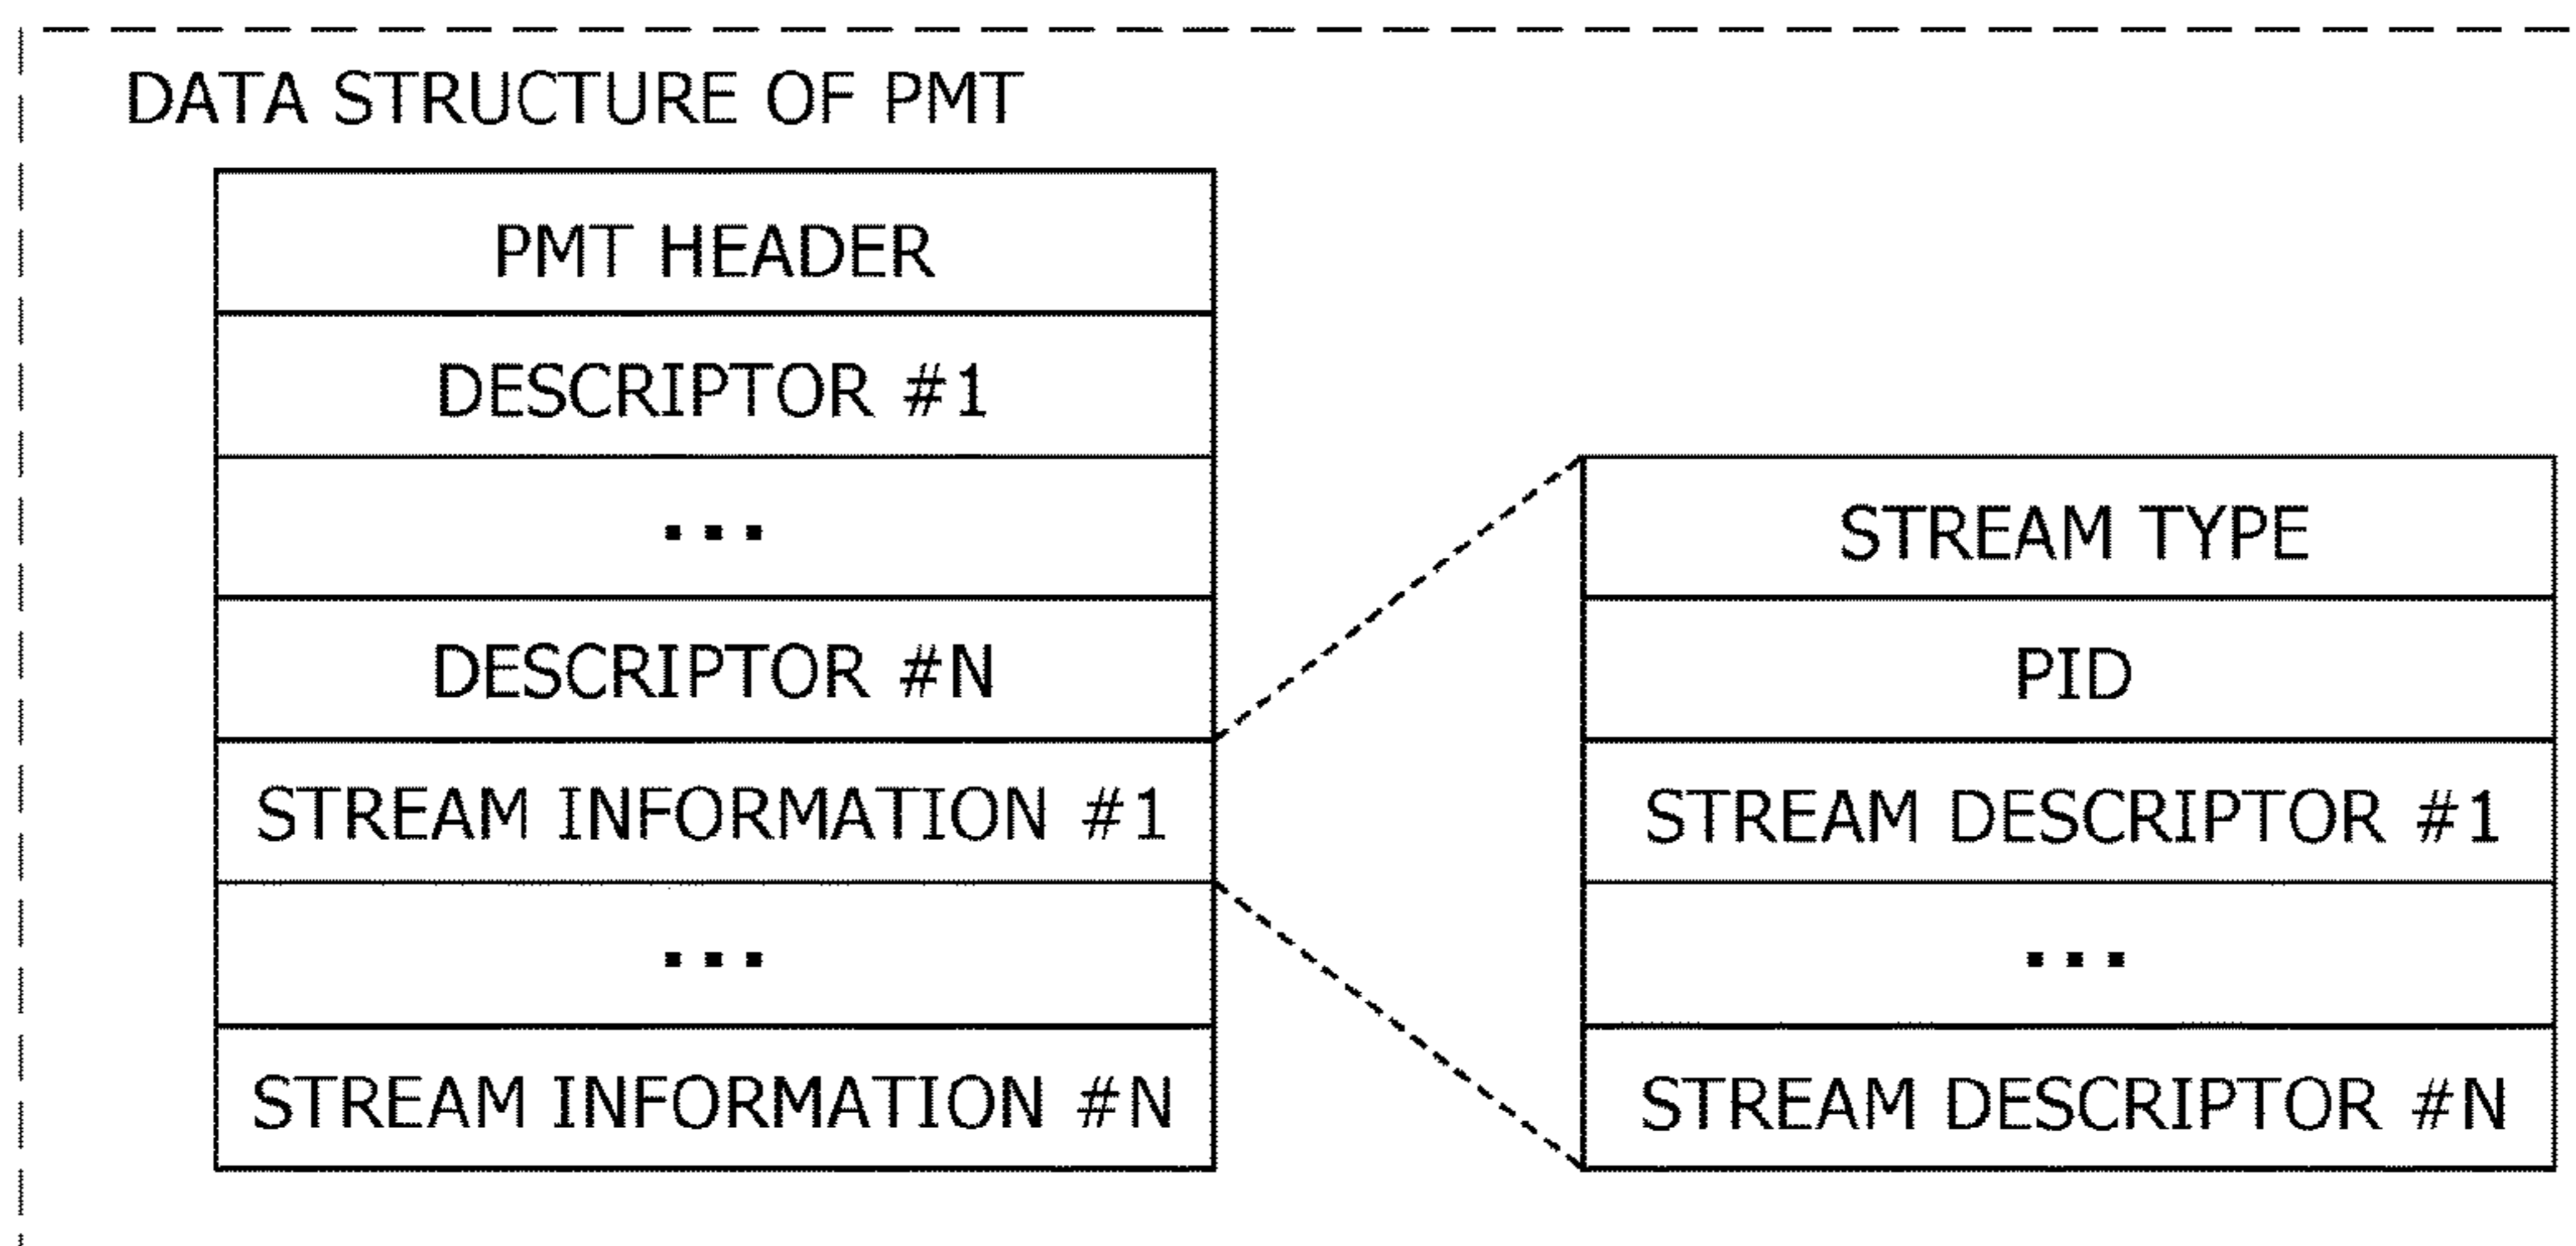 DATA STRUCTURE OF PMT
PMT HEADER
DESCRIPTOR #1
...
DESCRIPTOR #N
STREAM INFORMATION #1
...
STREAM INFORMATION #N
STREAM TYPE
PID
STREAM DESCRIPTOR #1
...
STREAM DESCRIPTOR #N